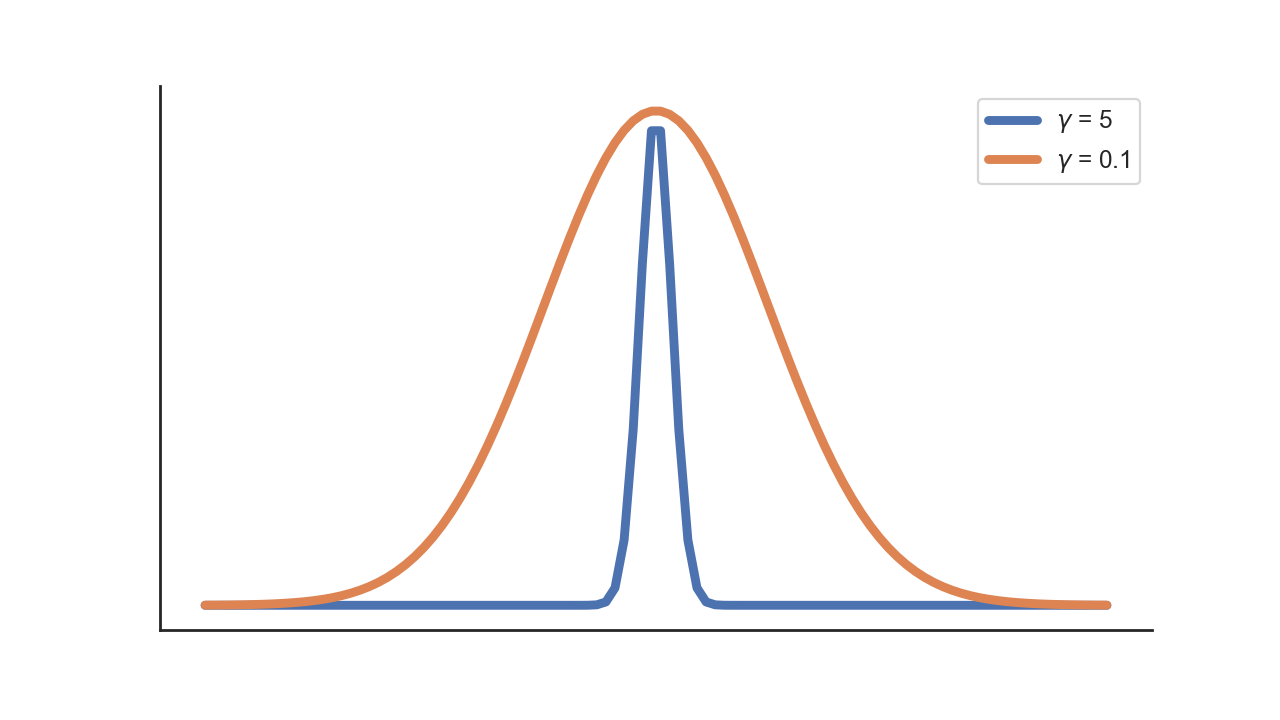 γ = 5
γ = 0.1